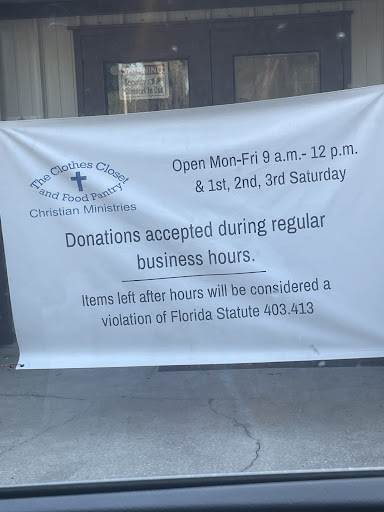 WARNING
The Clothes Closet
and Food Pantry
Christian Ministries
Open Mon-Fri 9 a.m.- 12 p.m.
& 1st, 2nd, 3rd Saturday
Donations accepted during regular
business hours.
Items left after hours will be considered a
violation of Florida Statute 403.413